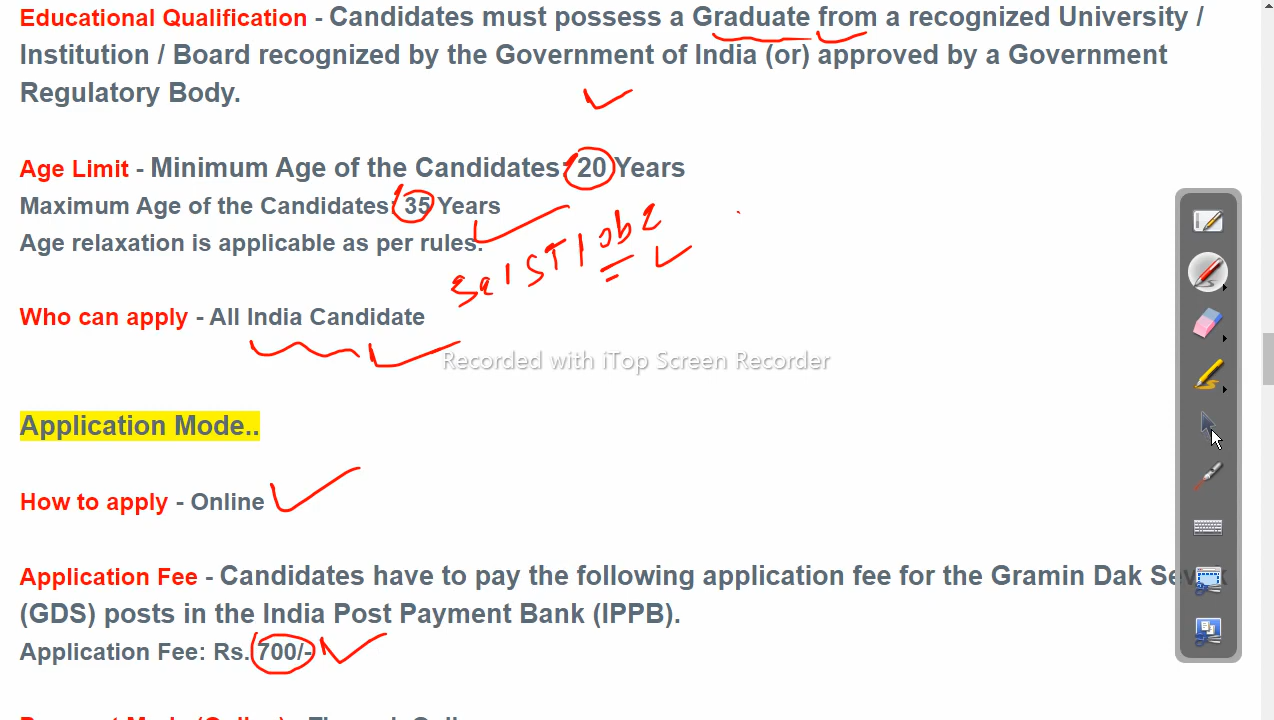 Educational Qualification - Candidates must possess a Graduate from a recognized University /
Institution / Board recognized by the Government of India (or) approved by a Government
Regulatory Body.
Age Limit - Minimum Age of the Candidates: 20 Years
Maximum Age of the Candidates: 35 Years
Age relaxation is applicable as per rules.
ST
Who can apply - All India Candidate
Recorded with iTop Screen Recorder
Application Mode..
How to apply - Online
Application Fee - Candidates have to pay the following application fee for the Gramin Dak Sevak
(GDS) posts in the India Post Payment Bank (IPPB).
Application Fee: Rs. 700/-